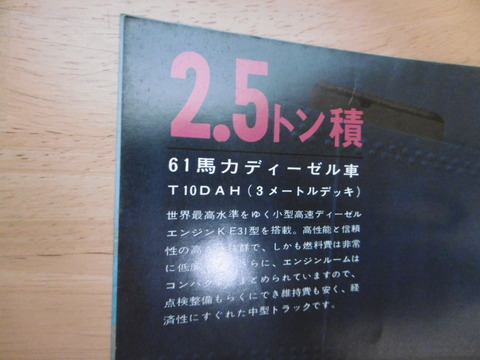 2.5トン積
61馬力ディーゼル車
T10DAH(3メートルデッキ)
世界最高水準をゆく小型高速ディーゼル
エンジンKE31型を搭載。高性能と信頼
性の高さは抜群で、しかも燃料費は非常
に低廉 さらに、エンジンルームは
コンパクトにまとめられていますので、
点検整備もらくにでき維持費も安く、経
済性にすぐれた中型トラックです。